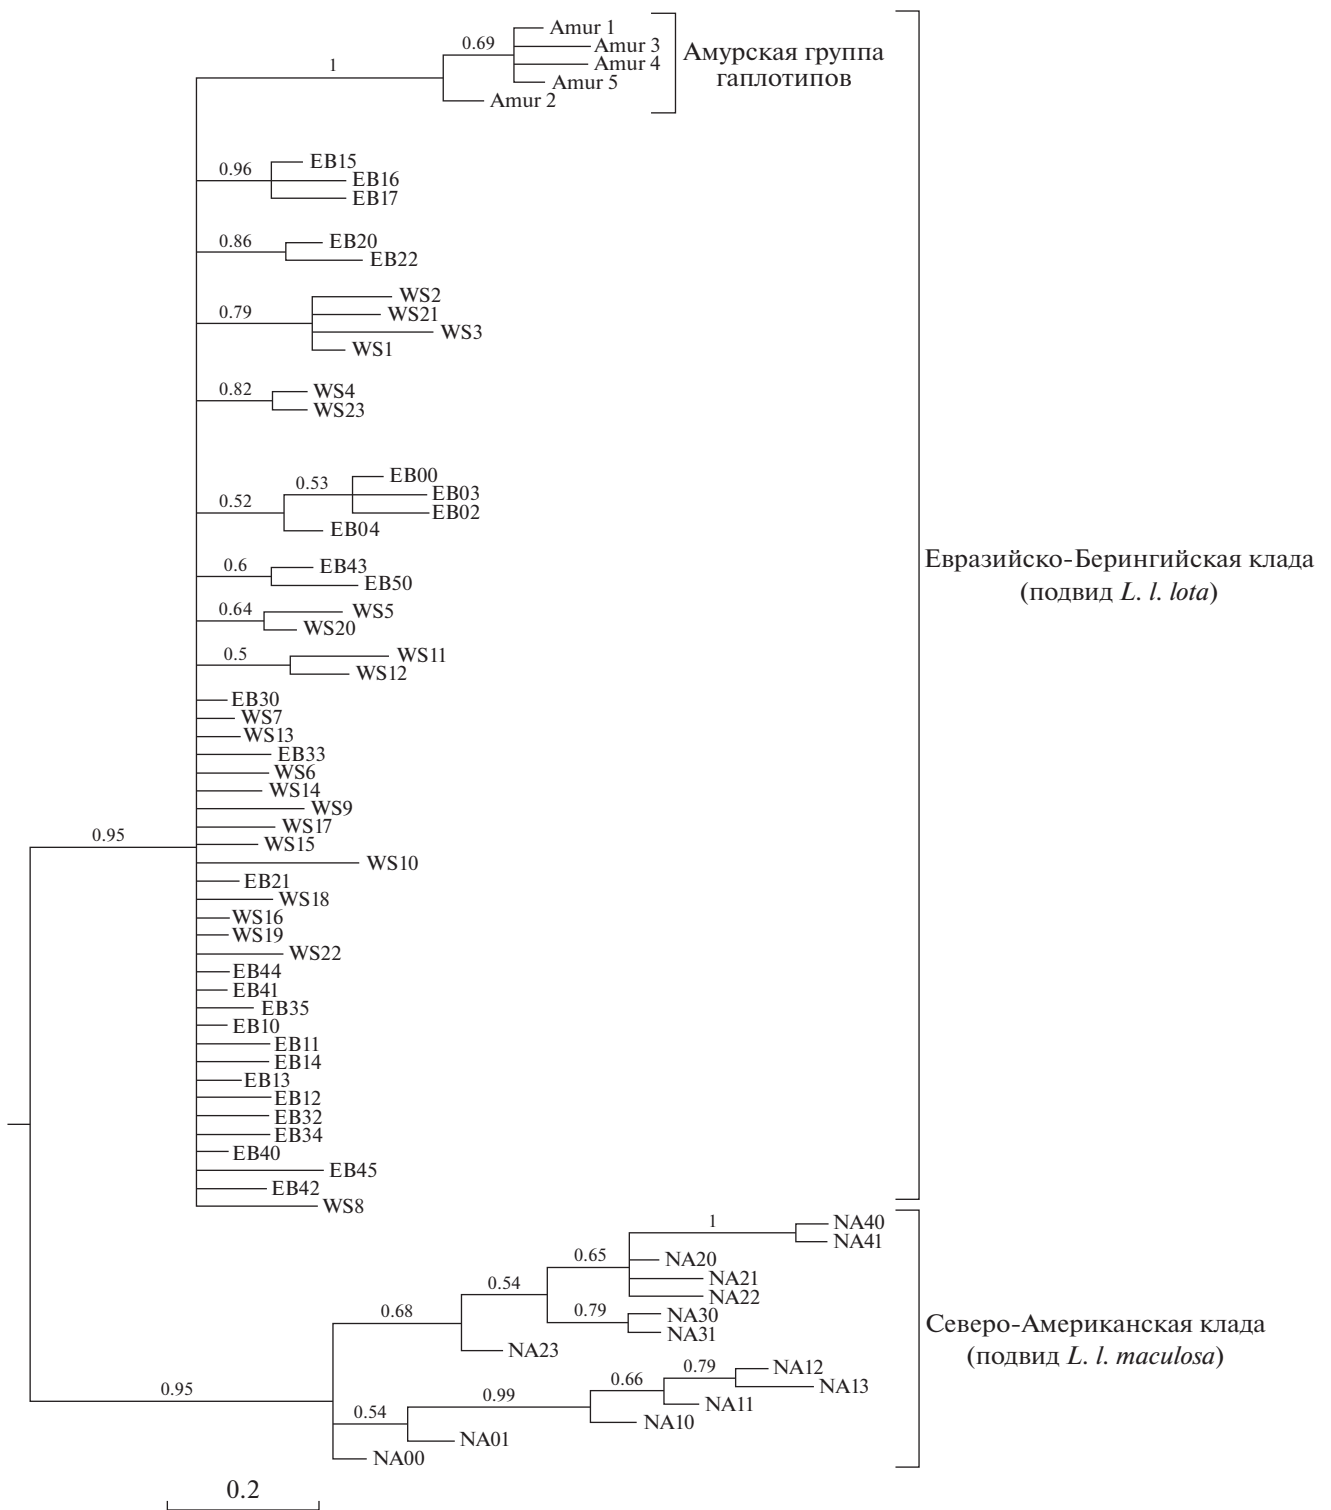 Amur 1
0.69
Amur 3
Амурская группа
1
Amur 4
гаплотипов
Amur 5
Amur 2
EB15
0.96
EB16
EB17
0.86
EB20
EB22
WS2
0.79
WS21
WS3
WS1
0.82
WS4
WS23
EB00
0.53
EB03
0.52
EB02
EB04
Евразийско-Берингийская клада
(подвид L. l. lota)
0.6
EB43
EB50
0.64
WS5
WS20
0.5
WS11
WS12
EB30
WS7
WS13
EB33
WS6
WS14
WS9
WS17
0.95
WS15
WS10
EB21
WS18
WS16
WS19
WS22
EB44
EB41
EB35
EB10
EB11
EB14
EB13
EB12
EB32
EB34
EB40
EB45
EB42
WS8
1
NA40
NA41
0.65
NA20
0.54
NA21
NA22
0.68
0.79
NA30
NA31
Северо-Американская клада
(подвид L. l. maculosa)
NA23
0.79
NA12
0.95
0.99
0.66
NA13
NA11
0.54
NA10
NA01
NA00
0.2